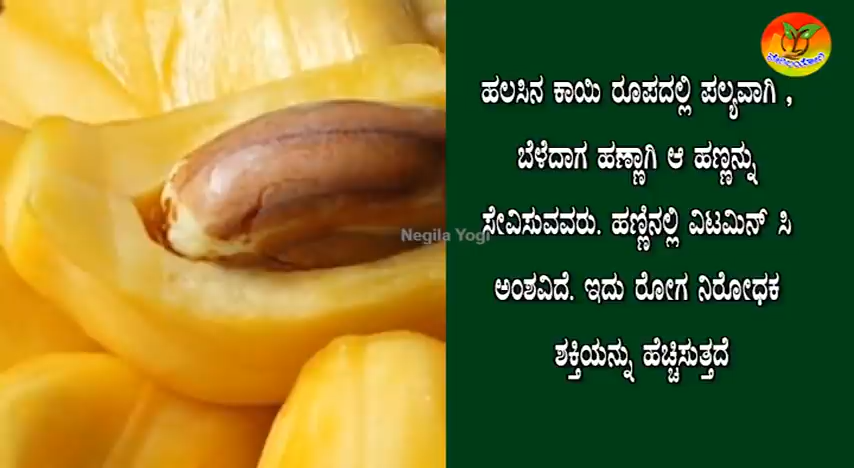 ಹಲಸಿನ ಕಾಯಿ ರೂಪದಲ್ಲಿ ಪಲ್ಯವಾಗಿ ,
ಬೆಳೆದಾಗ ಹಣ್ಣಾಗಿ ಆ ಹಣ್ಣನ್ನು
ಸೇವಿಸುವವರು. ಹಣ್ಣಿನಲ್ಲಿ ವಿಟಮಿನ್ ಸಿ
Negila Yogi
ಅಂಶವಿದೆ. ಇದು ರೋಗ ನಿರೋಧಕ
ಶಕ್ತಿಯನ್ನು ಹೆಚ್ಚಿಸುತ್ತದೆ